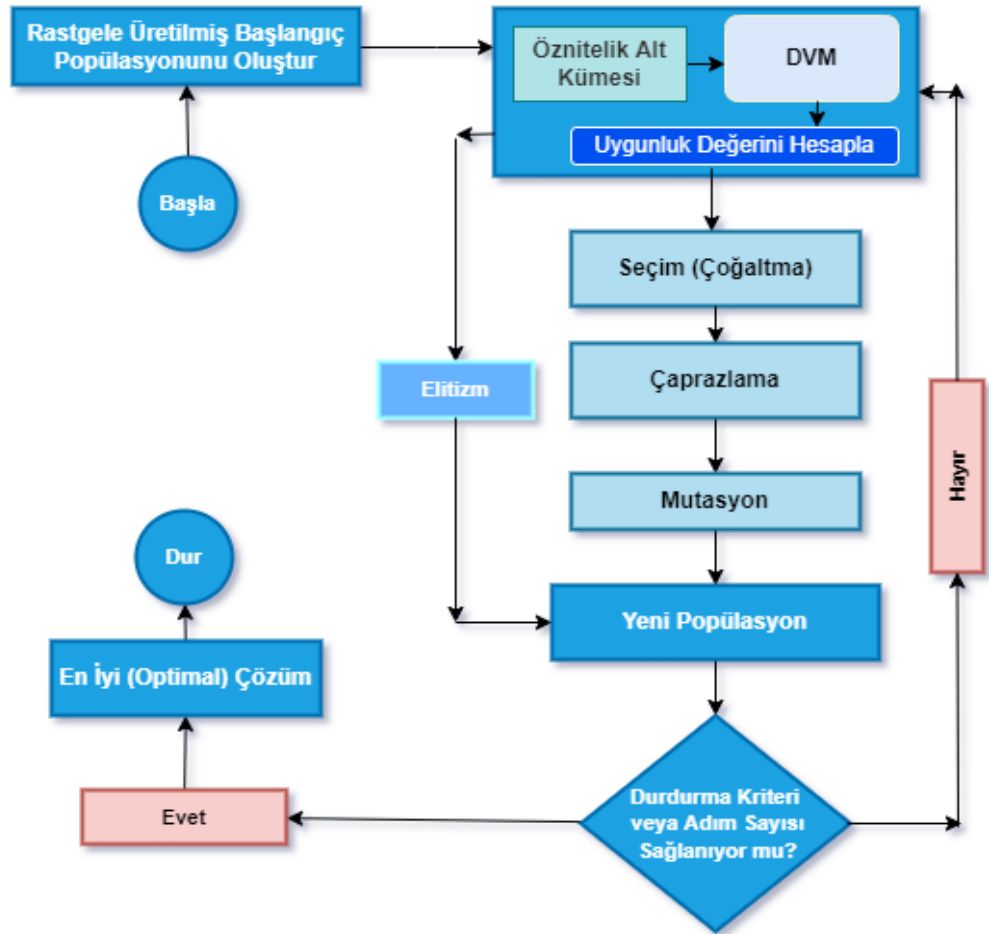 Rastgele Üretilmiş Başlangıç
Popülasyonunu Oluştur
Başla
Öznitelik Alt
Kümesi
DVM
Uygunluk Değerini Hesapla
Seçim (Çoğaltma)
Çaprazlama
Elitizm
Mutasyon
Hayır
Yeni Popülasyon
Durdurma Kriteri
veya Adım Sayısı
Sağlanıyor mu?
Evet
En İyi (Optimal) Çözüm
Dur